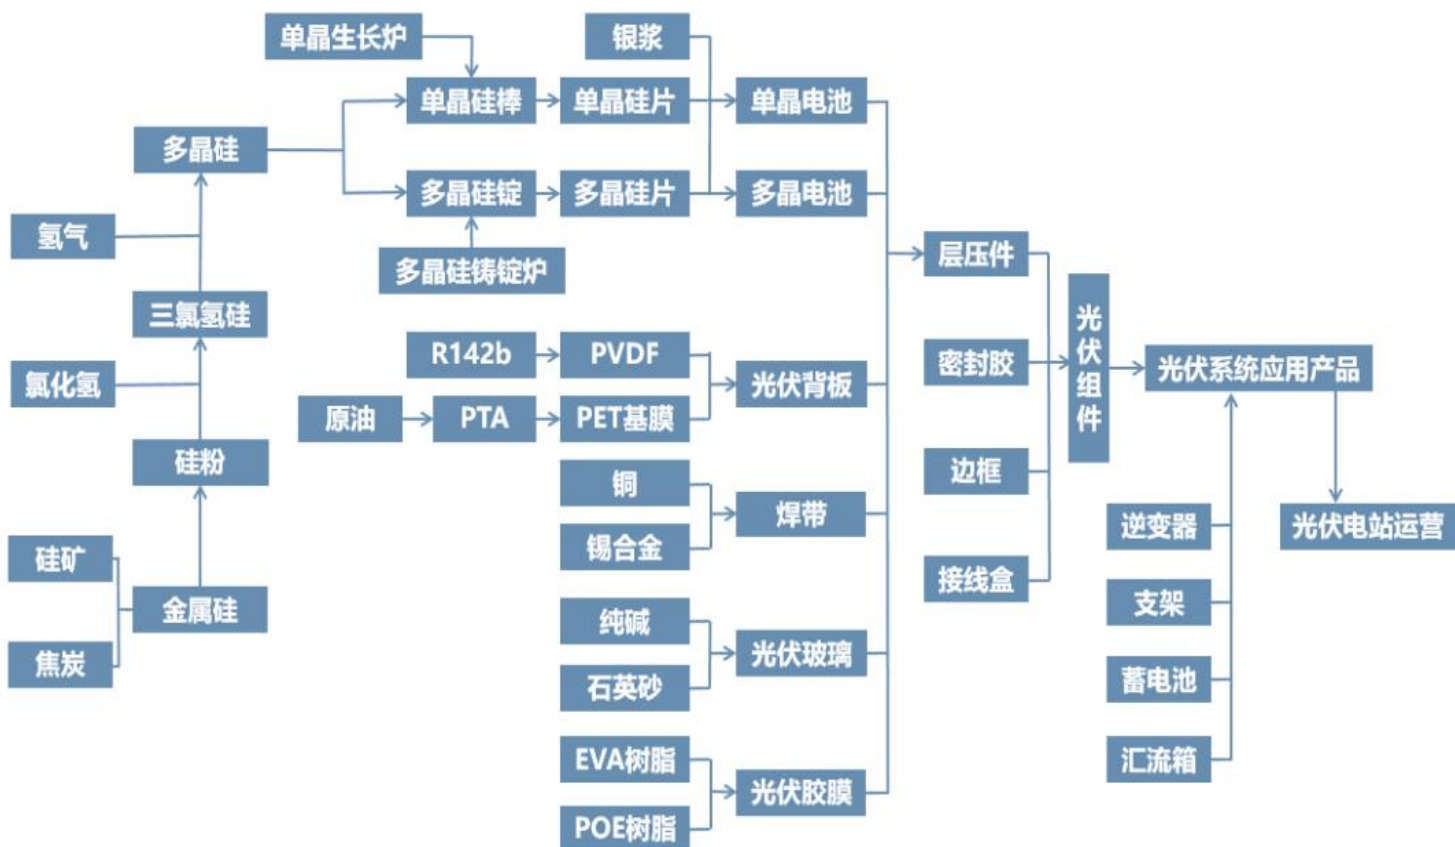 单晶生长炉
银浆
单晶硅棒
单晶硅片
单晶电池
多晶硅
多晶硅锭
多晶硅片
多晶电池
氢气
多晶硅铸锭炉
层压件
三氯氢硅
光伏组件
R142b
PVDF
密封胶
光伏系统应用产品
氯化氢
光伏背板
原油
PTA
PET基膜
硅粉
铜
边框
焊带
逆变器
光伏电站运营
锡合金
硅矿
接线盒
金属硅
支架
纯碱
光伏玻璃
焦炭
石英砂
蓄电池
EVA树脂
汇流箱
光伏胶膜
POE树脂